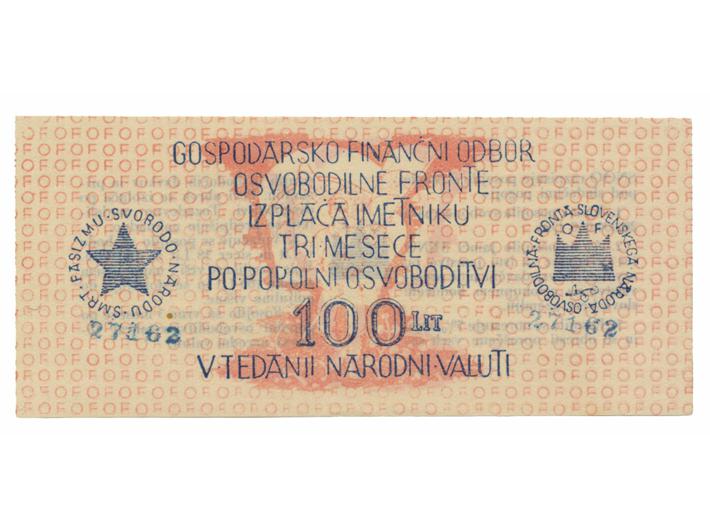 GOSPODARSKO FINANČNI ODBOR
OSVOBODILNE FRONTE
IZPLAČA IMETNIKU
TRI MESECE
PO POPOLNI OSVOBODITVI
100 LIT
V TEDANJI NARODNI VALUTI
SMRT FAŠIZMU · SVOBODO NARODU
27162
O F
OSVOBODILNA FRONTA SLOVENSKEGA NARODA
27162